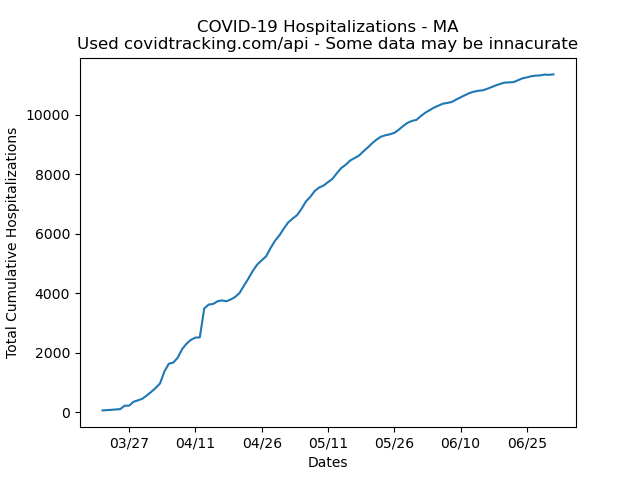 COVID-19 Hospitalizations - MA
Used covidtracking.com/api - Some data may be innacurate
Total Cumulative Hospitalizations
10000
8000
6000
4000
2000
0
03/27 04/11 04/26 05/11 05/26 06/10 06/25
Dates